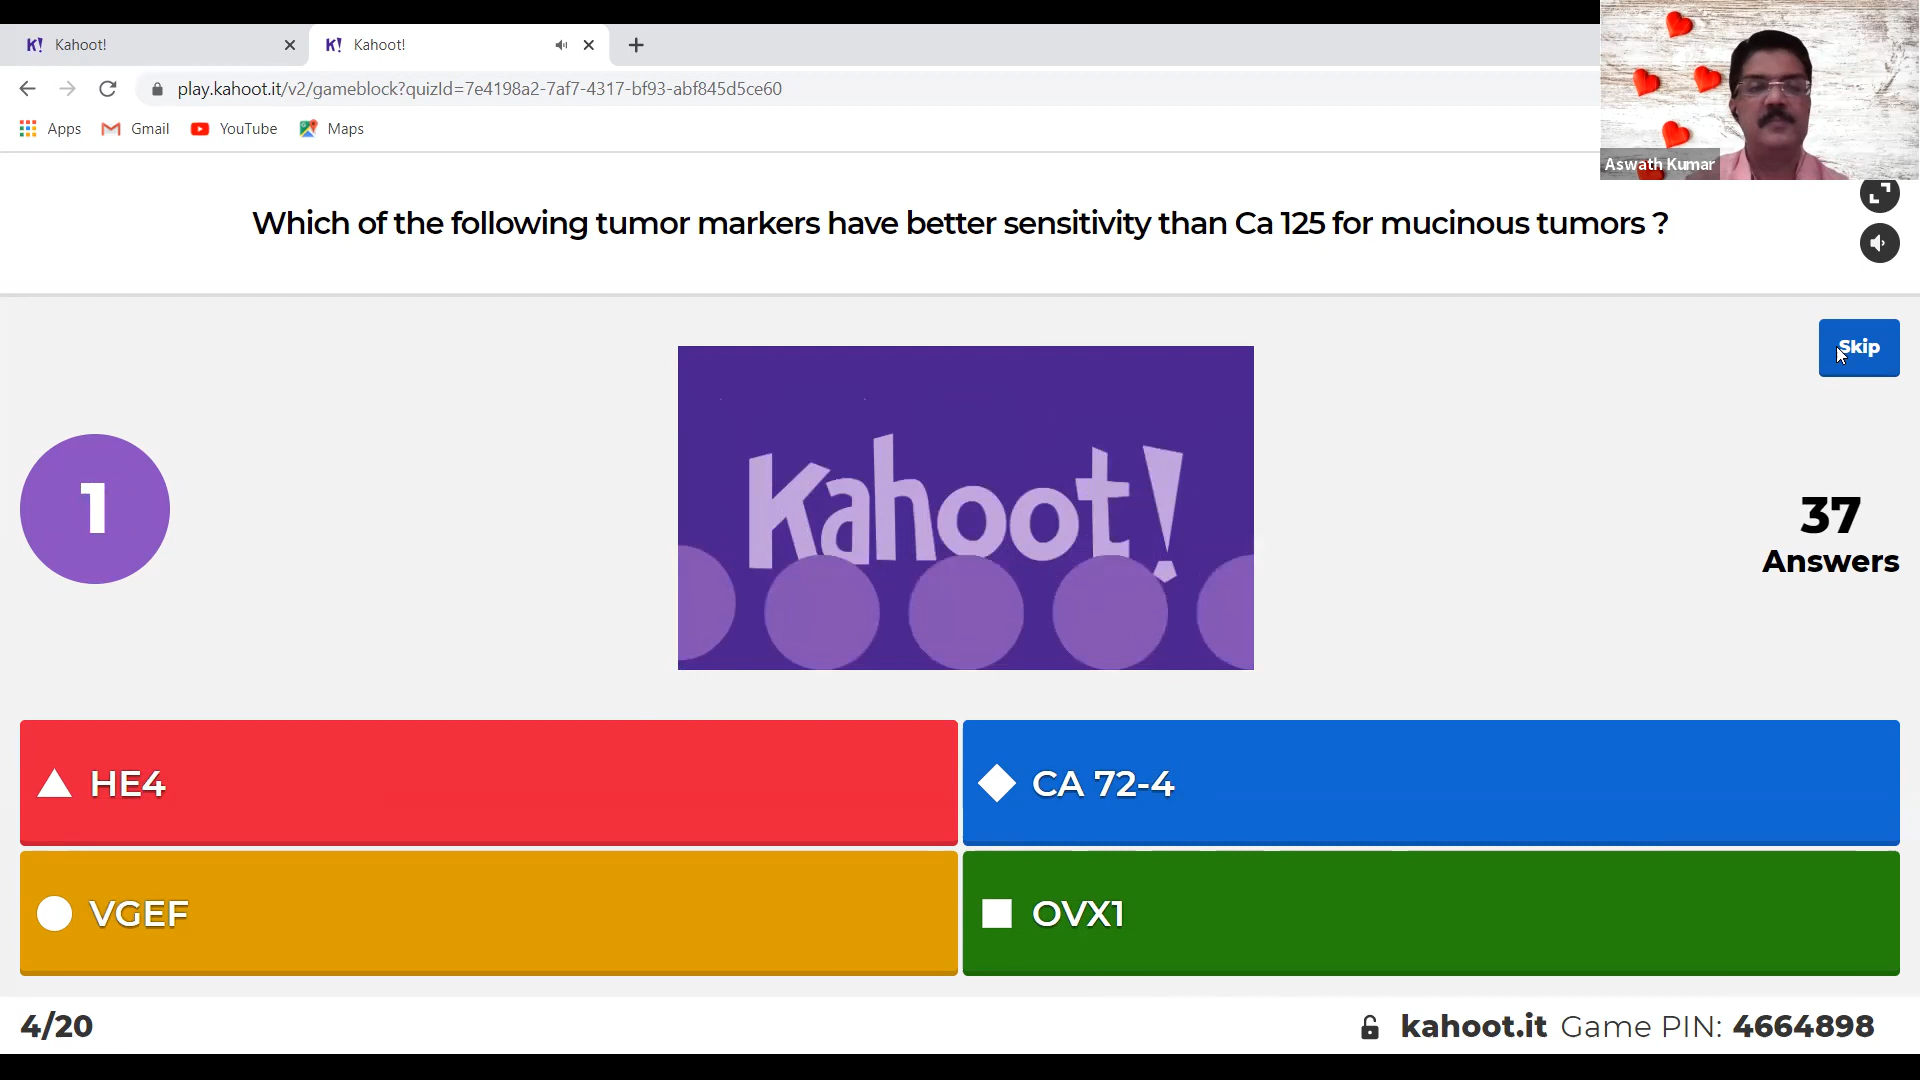 Kahoot!
Kahoot!
play.kahoot.it/v2/gameblock?quizId=7e4198a2-7af7-4317-bf93-abf845d5ce60
Apps
Gmail
YouTube
Maps
Aswath Kumar
Which of the following tumor markers have better sensitivity than Ca 125 for mucinous tumors ?
Skip
1
Kahoot!
37
Answers
HE4
CA 72-4
VGEF
OVX1
4/20
kahoot.it Game PIN: 4664898